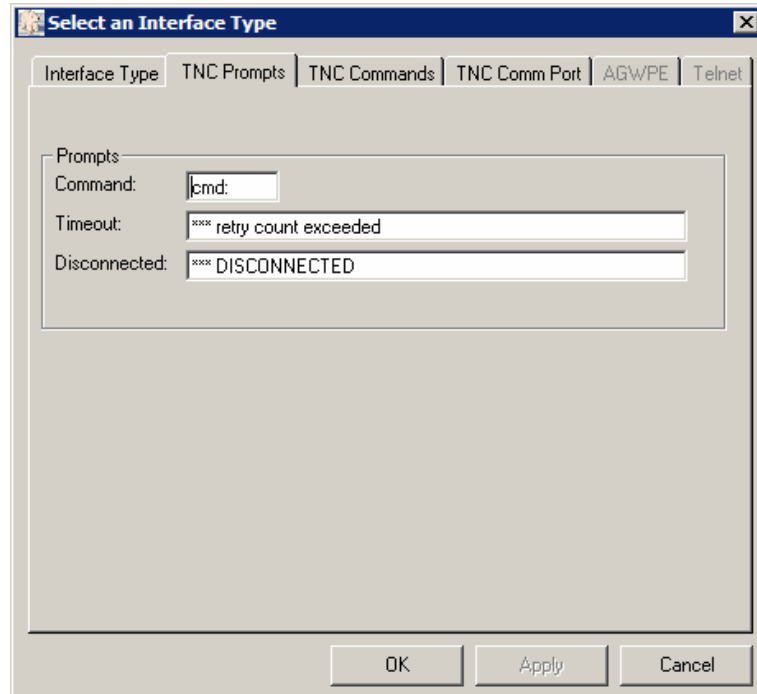 Select an Interface Type
Interface Type TNC Prompts TNC Commands TNC Comm Port AGWPE Telnet
Prompts
Command: cmd:
Timeout: *** retry count exceeded
Disconnected: *** DISCONNECTED
OK Apply Cancel